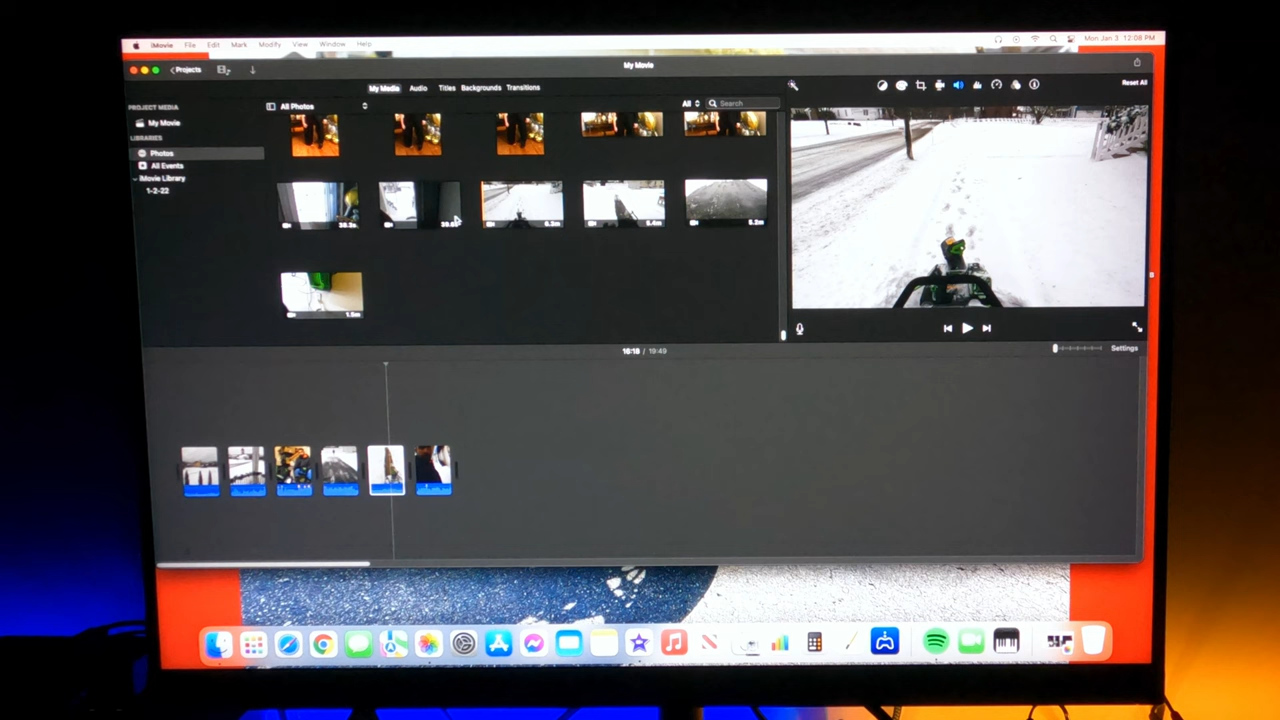 iMovie File Edit Mark Modify View Window Help
Mon Jan 3 12:08 PM
Projects
My Movie
My Media Audio Titles Backgrounds Transitions
Reset All
PROJECT MEDIA
My Movie
LIBRARIES
Photos
All Events
iMovie Library
1-2-22
All Photos
All
Search
1.5m
16:18 / 19:49
Settings